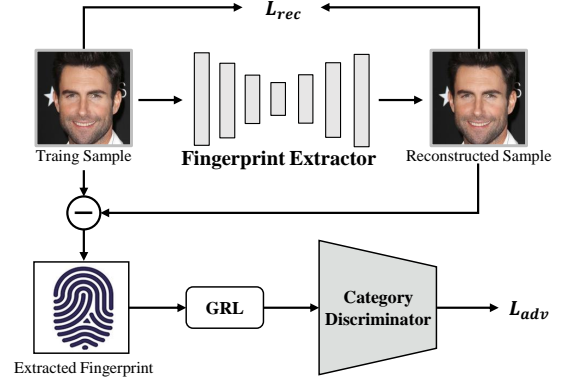 L_rec
Traing Sample
Fingerprint Extractor
Reconstructed Sample
GRL
Category
Discriminator
L_adv
Extracted Fingerprint